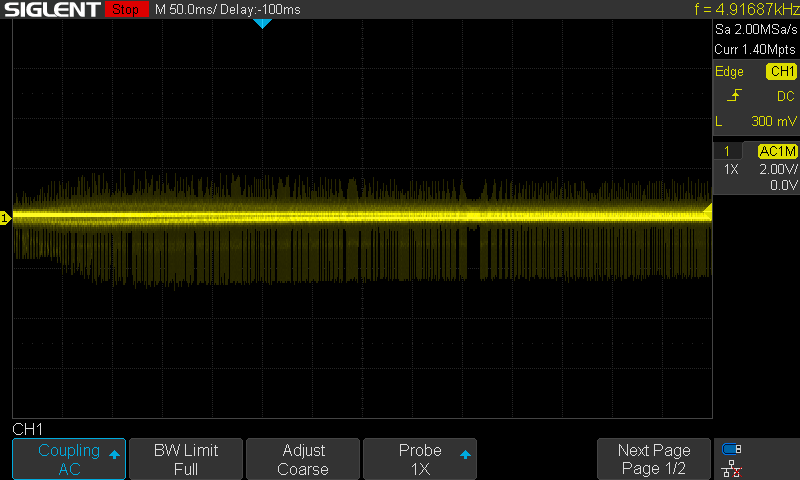 SIGLENT Stop M 50.0ms/ Delay:-100ms f = 4.91687kHz
Sa 2.00MSa/s
Curr 1.40Mpts
Edge CH1
DC
L 300 mV
1 AC1M
1X 2.00V/
0.0V
1
CH1
Coupling
AC
BW Limit
Full
Adjust
Coarse
Probe
1X
Next Page
Page 1/2